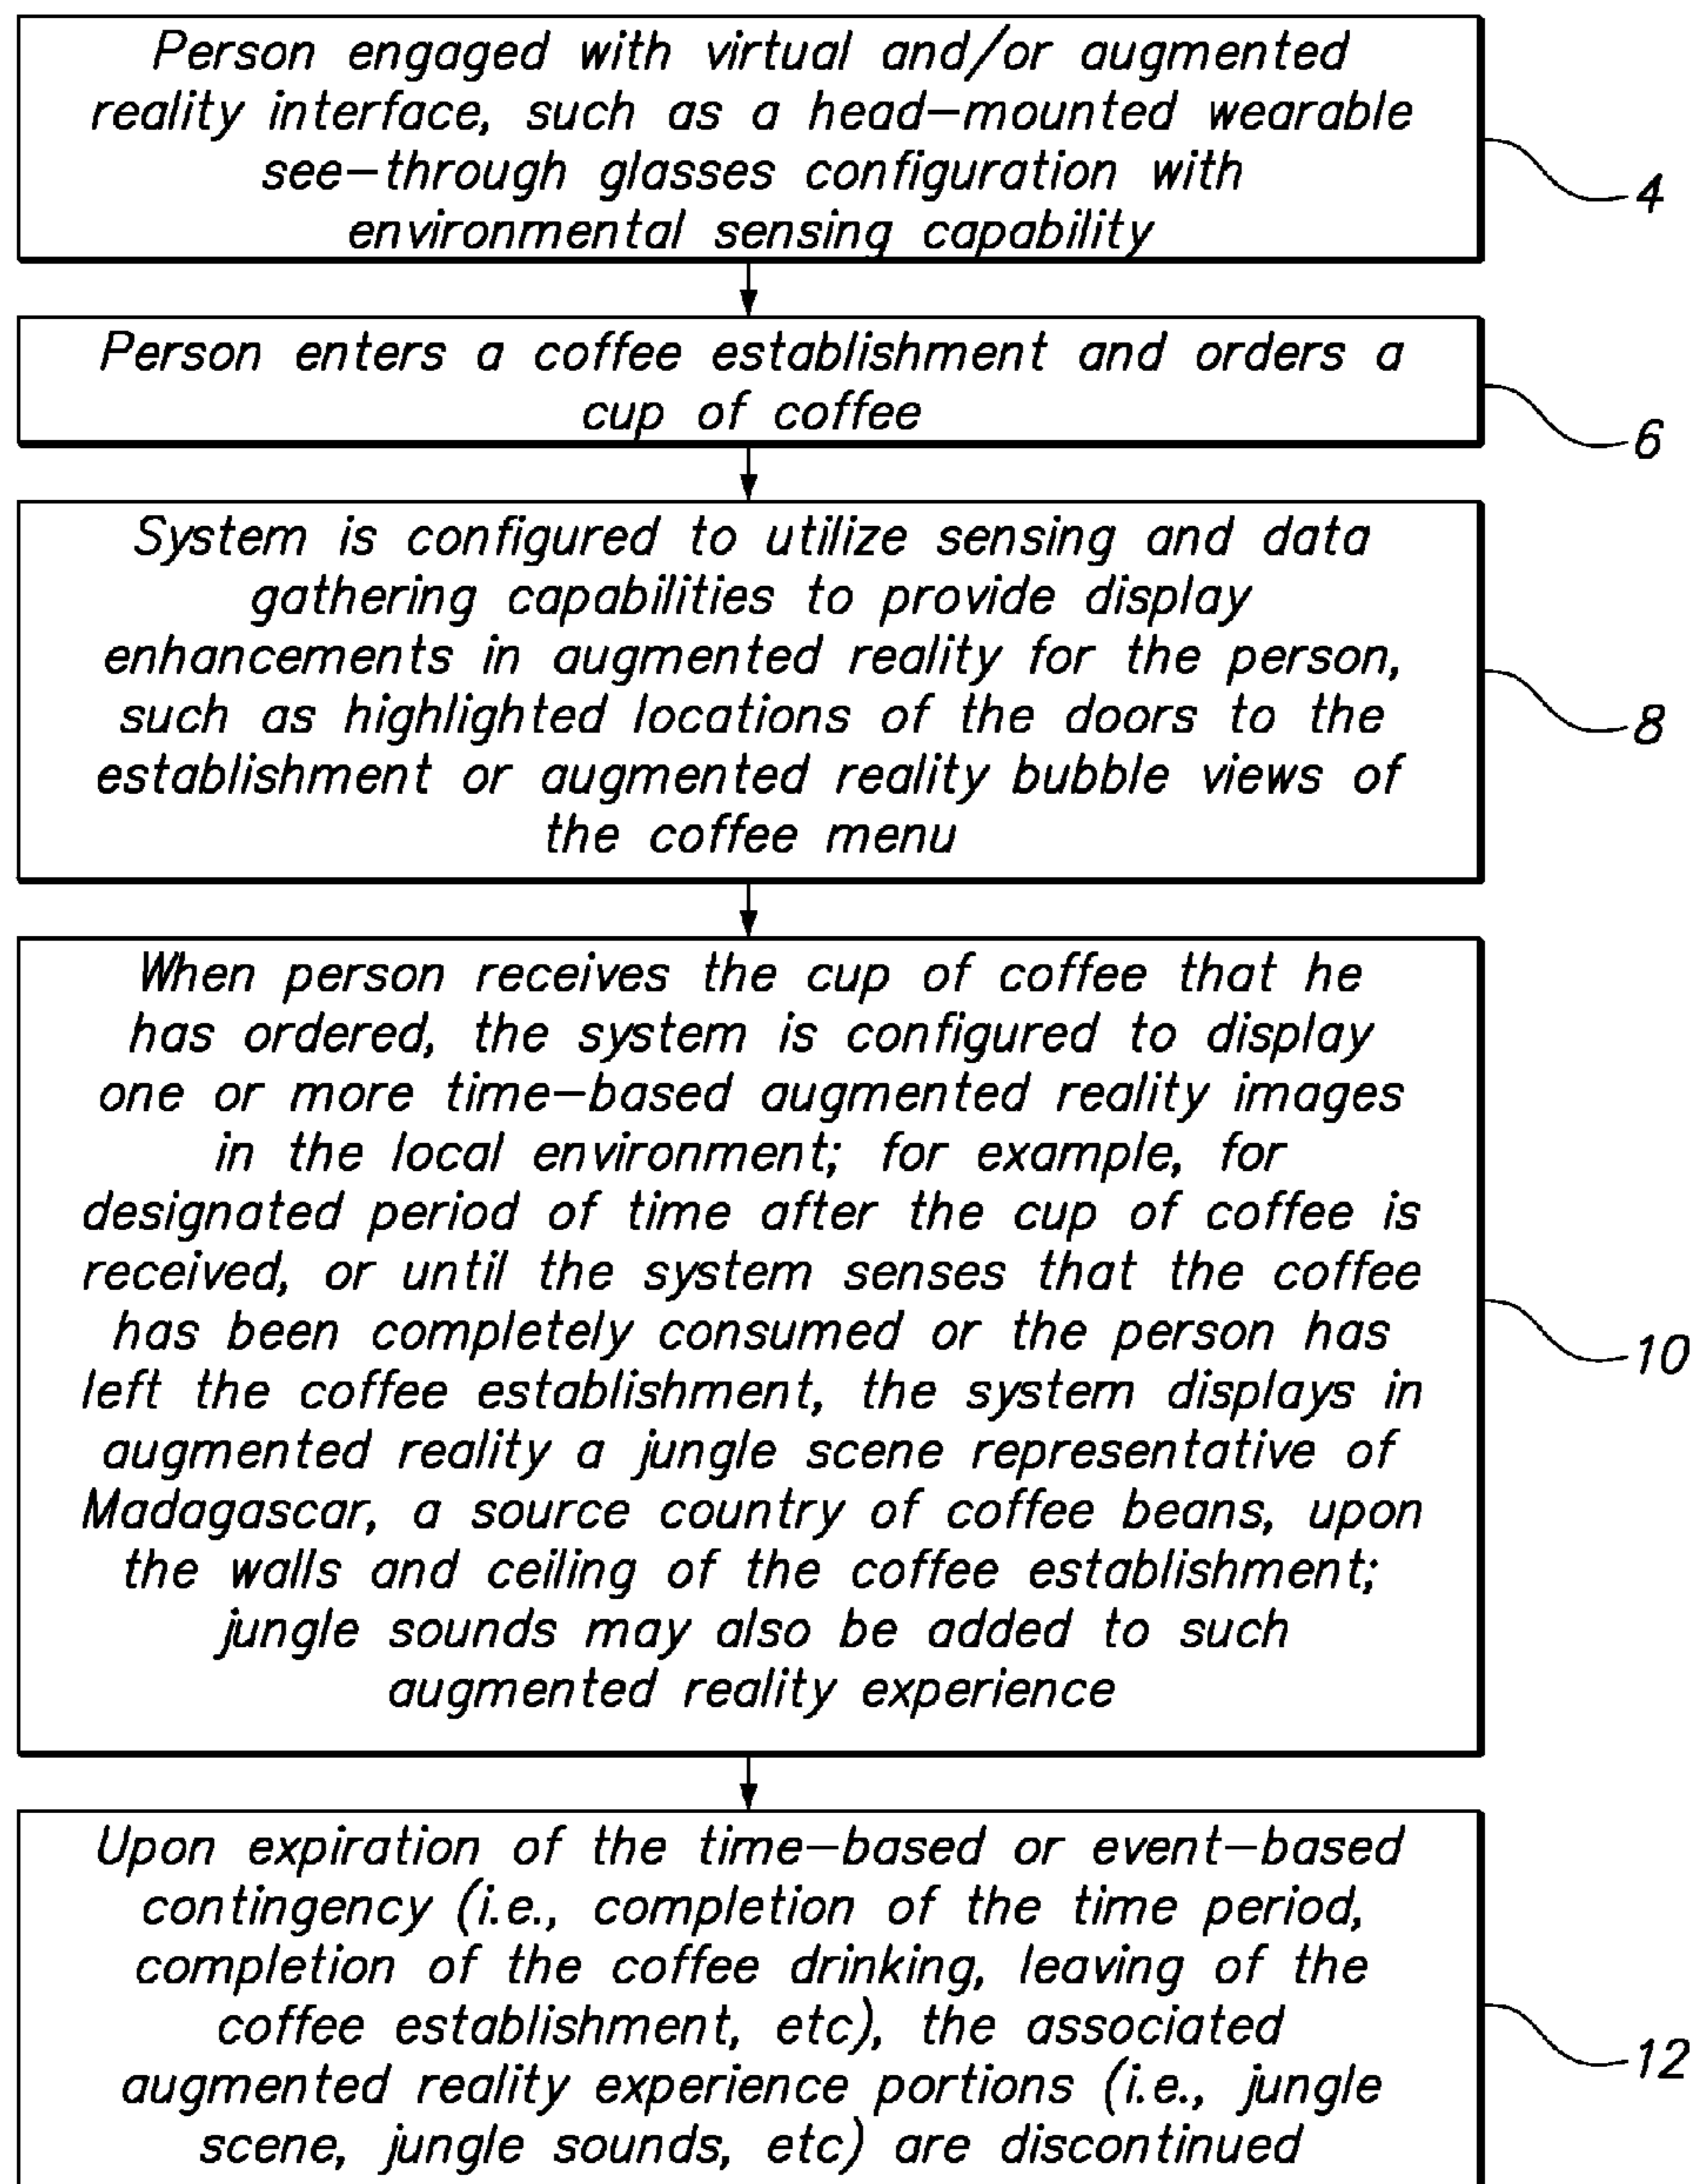 Person engaged with virtual and/or augmented
reality interface, such as a head-mounted wearable
see-through glasses configuration with
environmental sensing capability
4
Person enters a coffee establishment and orders a
cup of coffee
6
System is configured to utilize sensing and data
gathering capabilities to provide display
enhancements in augmented reality for the person,
such as highlighted locations of the doors to the
establishment or augmented reality bubble views of
the coffee menu
8
When person receives the cup of coffee that he
has ordered, the system is configured to display
one or more time-based augmented reality images
in the local environment; for example, for
designated period of time after the cup of coffee is
received, or until the system senses that the coffee
has been completely consumed or the person has
left the coffee establishment, the system displays in
augmented reality a jungle scene representative of
Madagascar, a source country of coffee beans, upon
the walls and ceiling of the coffee establishment;
jungle sounds may also be added to such
augmented reality experience
10
Upon expiration of the time-based or event-based
contingency (i.e., completion of the time period,
completion of the coffee drinking, leaving of the
coffee establishment, etc), the associated
augmented reality experience portions (i.e., jungle
scene, jungle sounds, etc) are discontinued
12